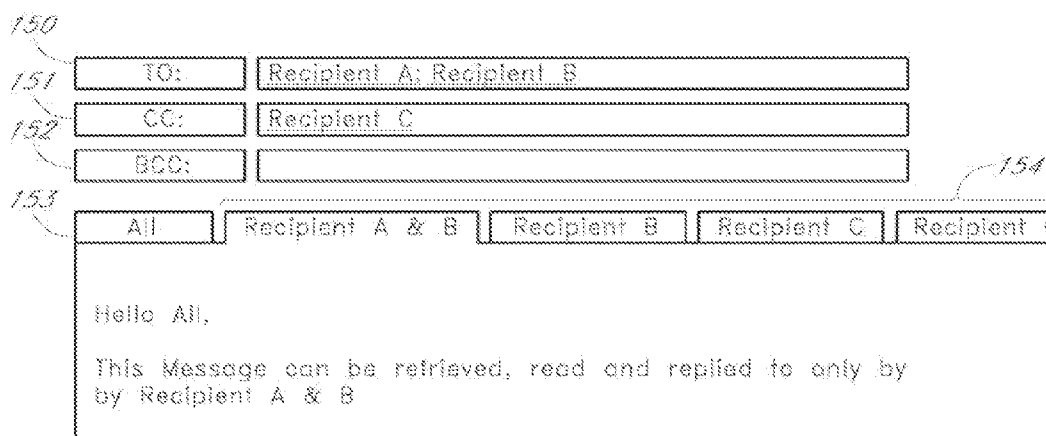 150
TO: Recipient A; Recipient B
151
CC: Recipient C
152
BCC:
154
153
All Recipient A & B Recipient B Recipient C Recipient
Hello All,
This Message can be retrieved, read and replied to only by
by Recipient A & B